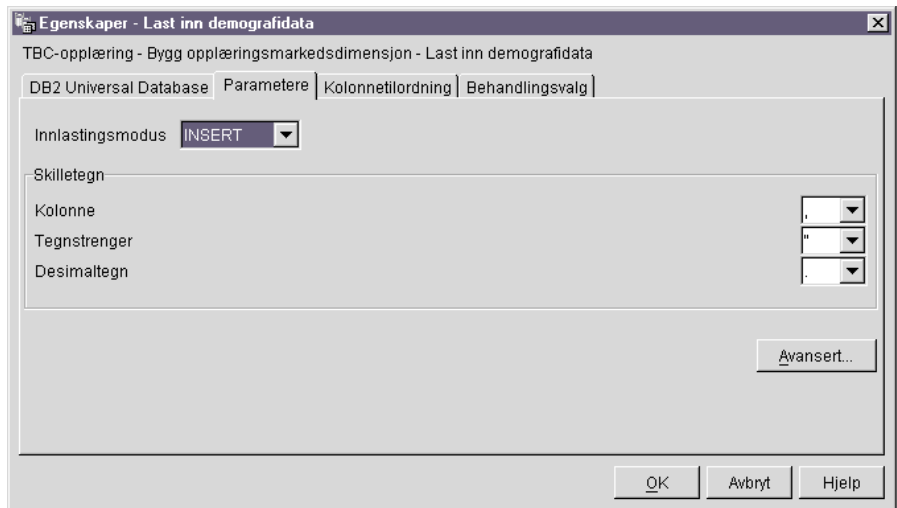 Egenskaper - Last inn demografidata
TBC-opplæring - Bygg opplæringsmarkedsdimensjon - Last inn demografidata
DB2 Universal Database Parametere Kolonnetilordning Behandlingsvalg
Innlastingsmodus INSERT
Skilletegn
Kolonne ,
Tegnstrenger "
Desimaltegn .
Avansert...
OK Avbryt Hjelp